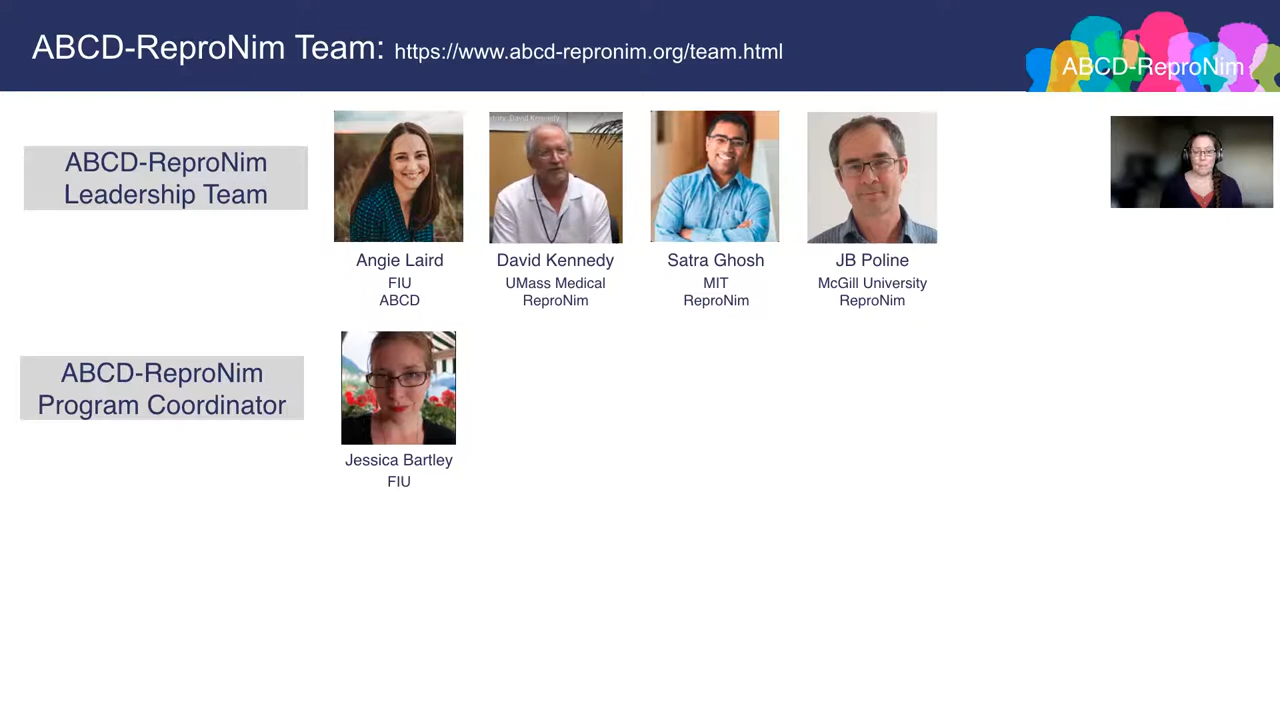 ABCD-ReproNim Team: https://www.abcd-repronim.org/team.html
ABCD-ReproNim
ABCD-ReproNim
Leadership Team
David Kennedy
Angie Laird
FIU
ABCD
David Kennedy
UMass Medical
ReproNim
Satra Ghosh
MIT
ReproNim
JB Poline
McGill University
ReproNim
ABCD-ReproNim
Program Coordinator
Jessica Bartley
FIU